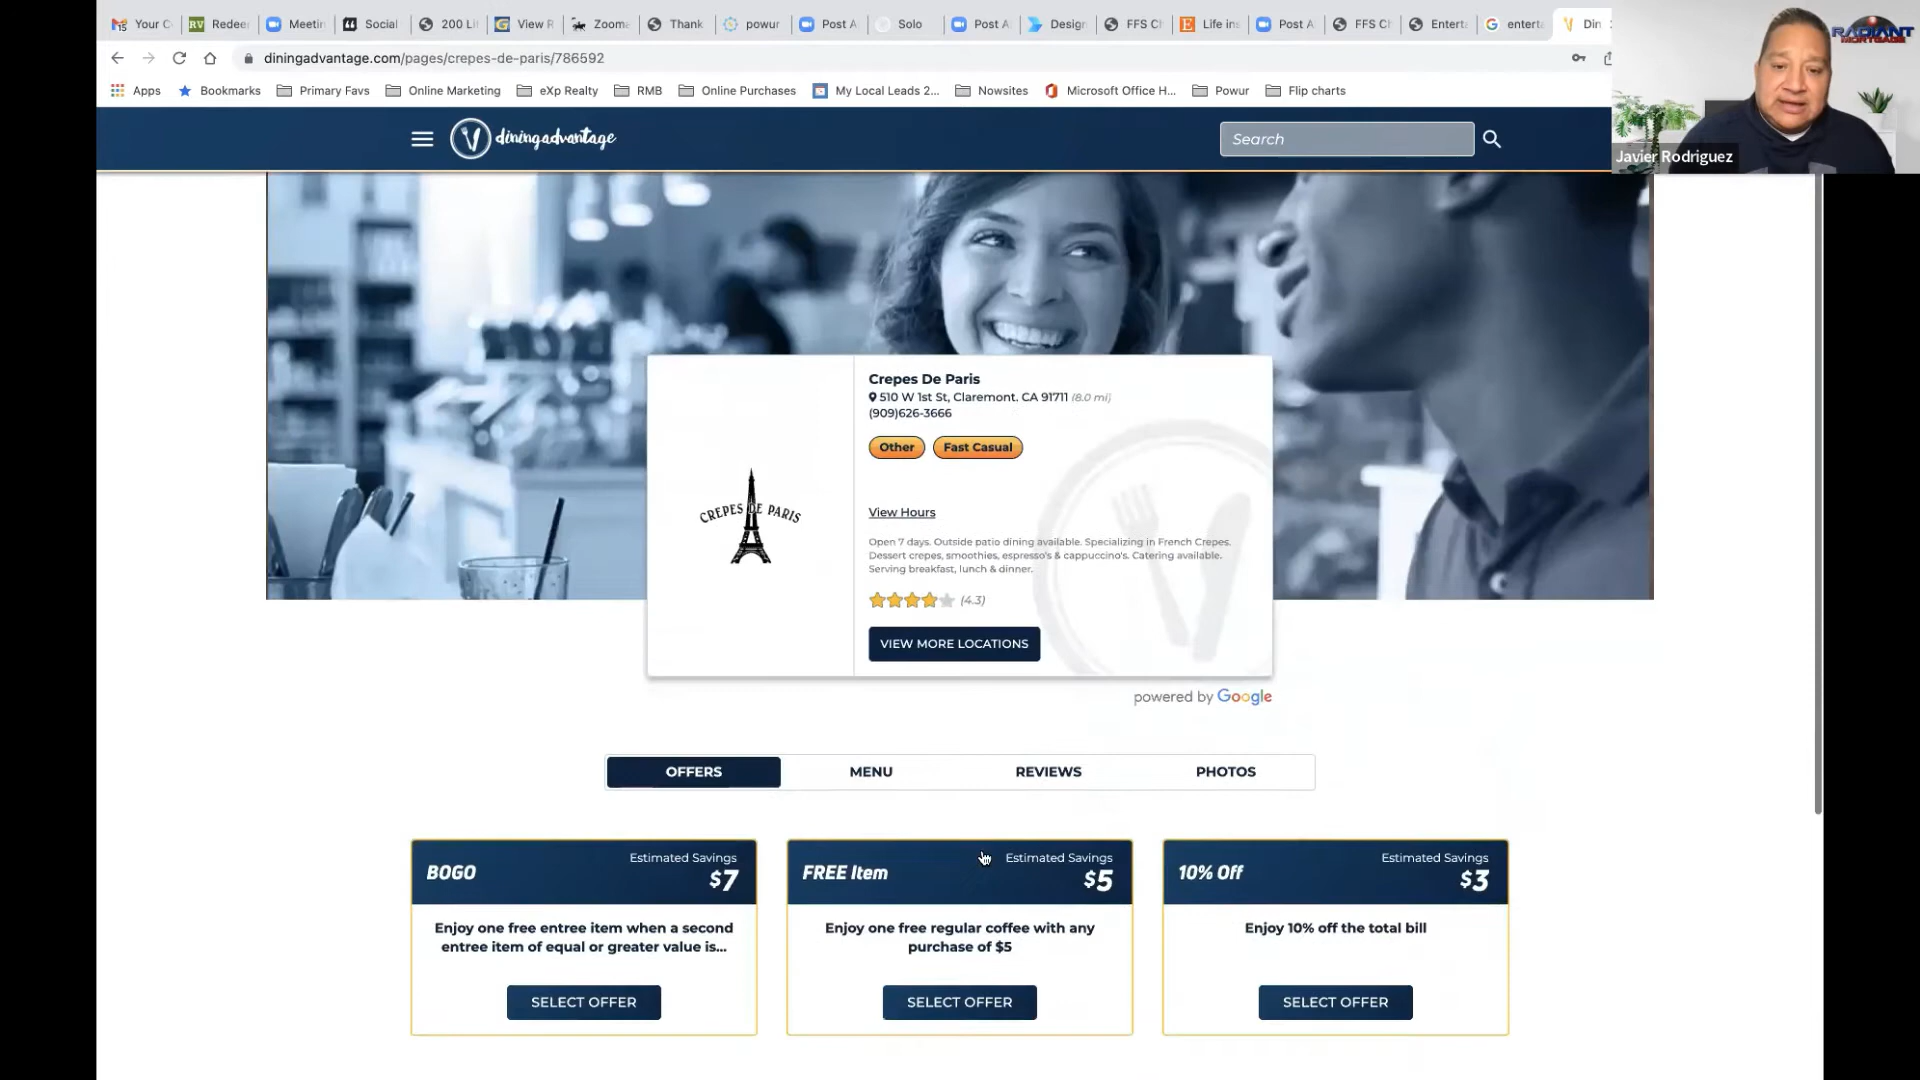 Your C
Redee
Meetin
Social
200 Li
View R
Zoom
Thank
powur
Post A
Solo
Post A
Design
FFS Ch
Life in
Post A
FFS Ch
Entert
enterta
Din
diningadvantage.com/pages/crepes-de-paris/786592
Apps
Bookmarks
Primary Favs
Online Marketing
eXp Realty
RMB
Online Purchases
My Local Leads 2...
Nowsites
Microsoft Office H...
Powur
Flip charts
RADIANT
MORTGAGE
Javier Rodriguez
diningadvantage
Search
CREPES DE PARIS
Crepes De Paris
510 W 1st St, Claremont, CA 91711 (8.0 mi)
(909)626-3666
Other
Fast Casual
View Hours
Open 7 days. Outside patio dining available. Specializing in French Crepes.
Dessert crepes, smoothies, espresso's & cappuccino's. Catering available.
Serving breakfast, lunch & dinner.
(4.3)
VIEW MORE LOCATIONS
powered by Google
OFFERS
MENU
REVIEWS
PHOTOS
BOGO
Estimated Savings
$7
Enjoy one free entree item when a second
entree item of equal or greater value is...
SELECT OFFER
FREE Item
Estimated Savings
$5
Enjoy one free regular coffee with any
purchase of $5
SELECT OFFER
10% Off
Estimated Savings
$3
Enjoy 10% off the total bill
SELECT OFFER